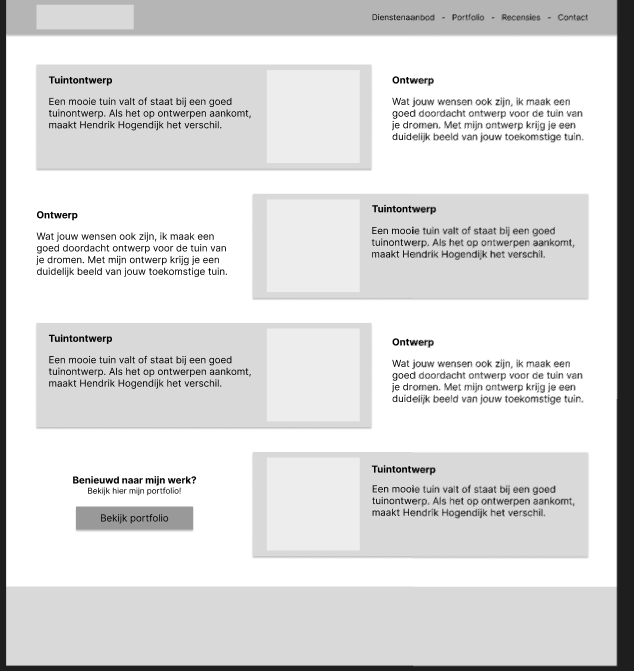 Dienstenaanbod - Portfolio - Recensies - Contact
Tuintontwerp
Een mooie tuin valt of staat bij een goed
tuinontwerp. Als het op ontwerpen aankomt,
maakt Hendrik Hogendijk het verschil.
Ontwerp
Wat jouw wensen ook zijn, ik maak een
goed doordacht ontwerp voor de tuin van
je dromen. Met mijn ontwerp krijg je een
duidelijk beeld van jouw toekomstige tuin.
Ontwerp
Wat jouw wensen ook zijn, ik maak een
goed doordacht ontwerp voor de tuin van
je dromen. Met mijn ontwerp krijg je een
duidelijk beeld van jouw toekomstige tuin.
Tuintontwerp
Een mooie tuin valt of staat bij een goed
tuinontwerp. Als het op ontwerpen aankomt,
maakt Hendrik Hogendijk het verschil.
Tuintontwerp
Een mooie tuin valt of staat bij een goed
tuinontwerp. Als het op ontwerpen aankomt,
maakt Hendrik Hogendijk het verschil.
Ontwerp
Wat jouw wensen ook zijn, ik maak een
goed doordacht ontwerp voor de tuin van
je dromen. Met mijn ontwerp krijg je een
duidelijk beeld van jouw toekomstige tuin.
Benieuwd naar mijn werk?
Bekijk hier mijn portfolio!
Bekijk portfolio
Tuintontwerp
Een mooie tuin valt of staat bij een goed
tuinontwerp. Als het op ontwerpen aankomt,
maakt Hendrik Hogendijk het verschil.